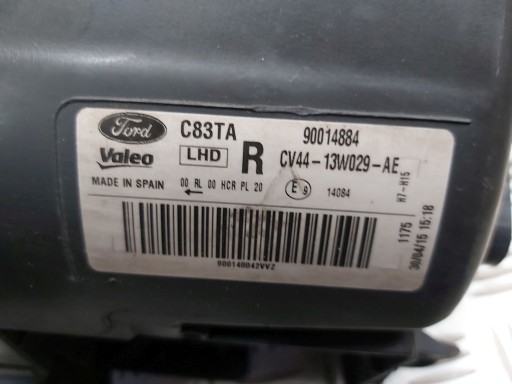 Ford C83TA 90014884
Valeo LHD R CV44-13W029-AE
MADE IN SPAIN 00 RL 00 HCR PL 20 E9 14084
900140042VVZ
H7-H15
1175
30/04/15 15:18